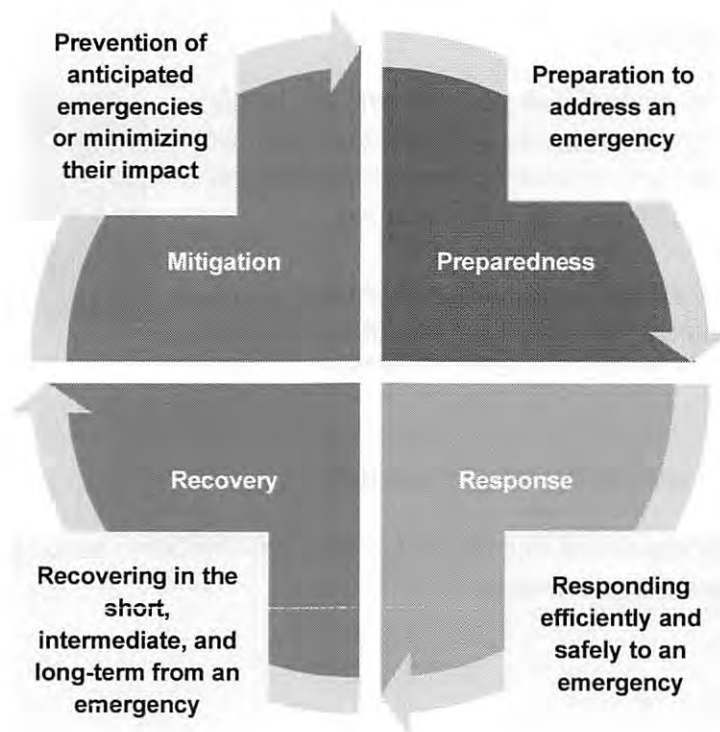 Prevention of
anticipated
emergencies
or minimizing
their impact
Preparation to
address an
emergency
Mitigation
Preparedness
Recovery
Response
Recovering in the
short,
intermediate, and
long-term from an
emergency
Responding
efficiently and
safely to an
emergency